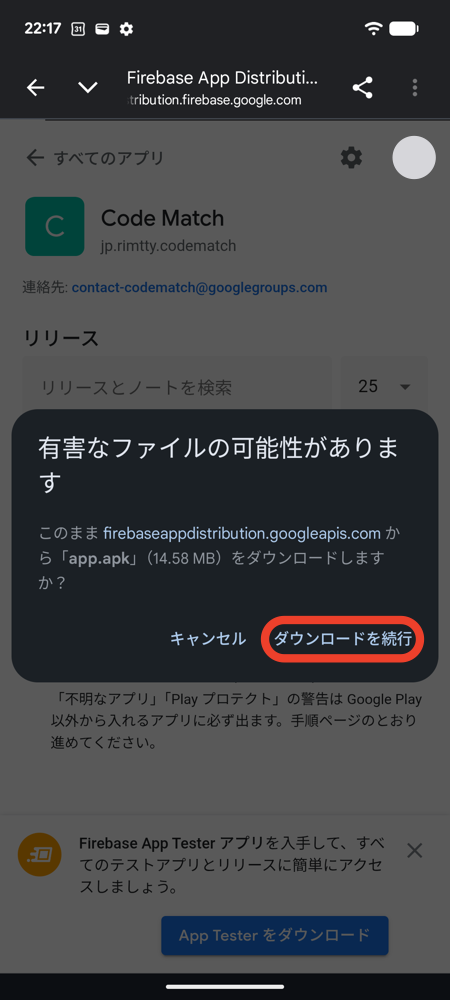 22:17
31
Firebase App Distributi...
tribution.firebase.google.com
すべてのアプリ
C
Code Match
jp.rimtty.codematch
連絡先: contact-codematch@googlegroups.com
リリース
リリースとノートを検索
25
有害なファイルの可能性がありま
す
このまま firebaseappdistribution.googleapis.com か
ら「app.apk」(14.58 MB) をダウンロードします
か？
キャンセル
ダウンロードを続行
「不明なアプリ」「Play プロテクト」の警告は Google Play
以外から入れるアプリに必ず出ます。手順ページのとおり
進めてください。
Firebase App Tester アプリを入手して、すべ
てのテストアプリとリリースに簡単にアクセ
スしましょう。
App Tester をダウンロード